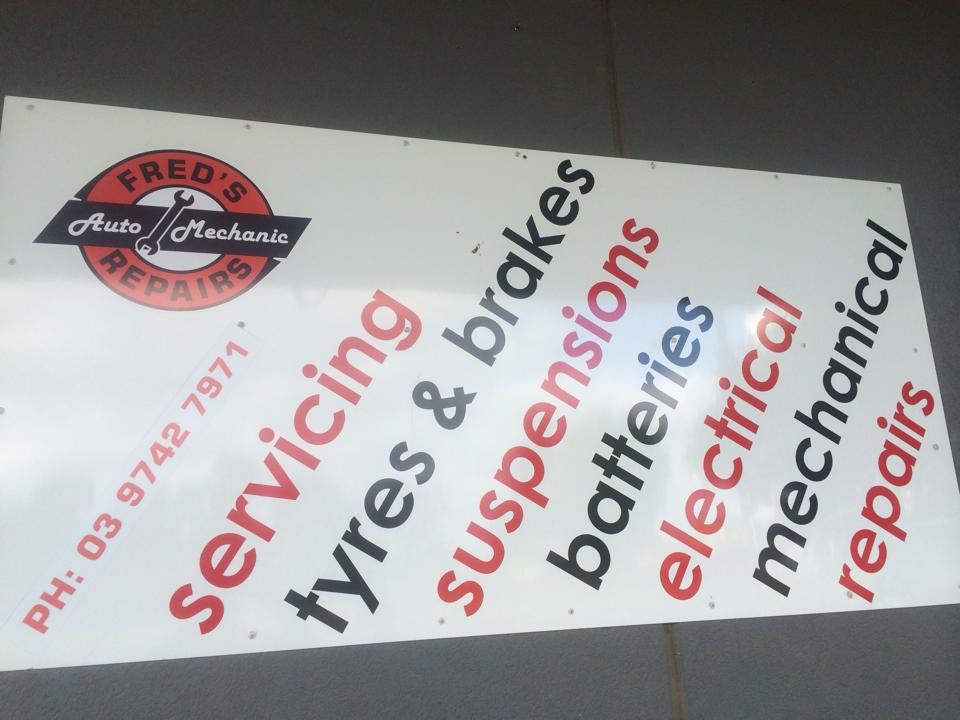 FRED'S
Auto Mechanic
REPAIRS
PH: 03 9742 7971
servicing
tyres & brakes
suspensions
batteries
electrical
mechanical
repairs